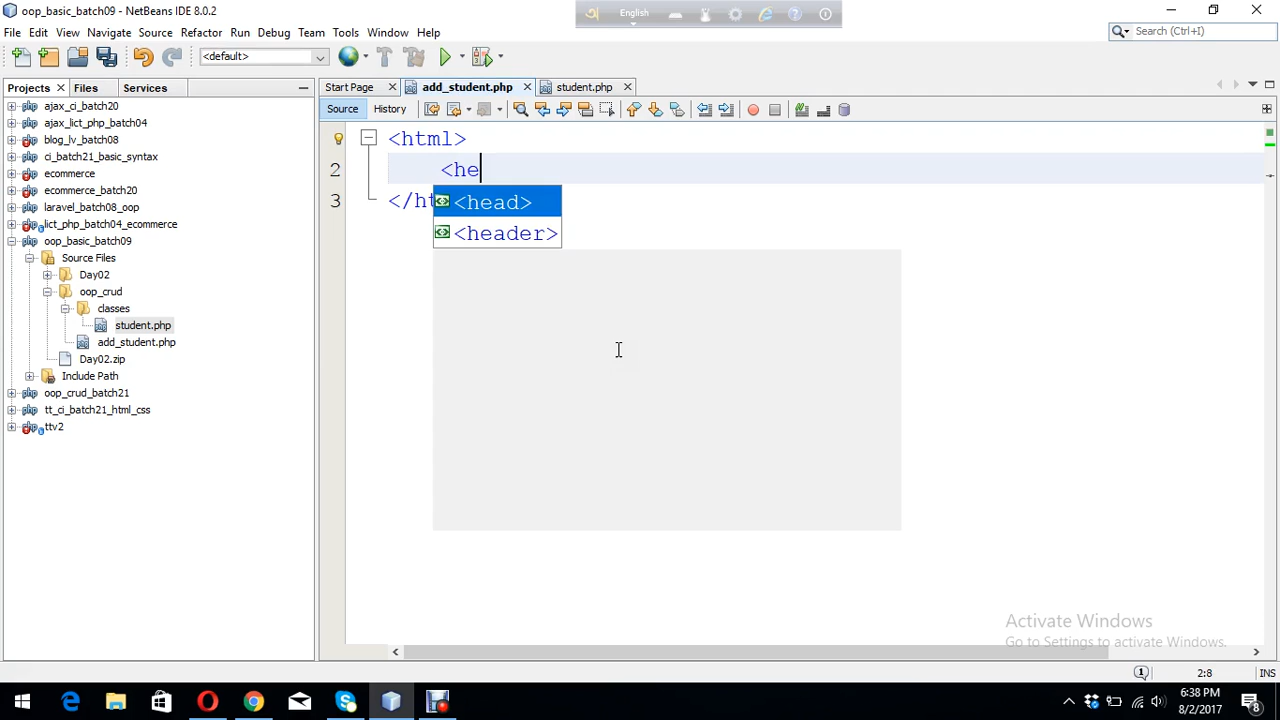 oop_basic_batch09 - NetBeans IDE 8.0.2
English
File Edit View Navigate Source Refactor Run Debug Team Tools Window Help
Search (Ctrl+I)
<default>
Projects Files Services
Start Page add_student.php student.php
Source History
ajax_ci_batch20
ajax_lict_php_batch04
blog_lv_batch08
ci_batch21_basic_syntax
ecommerce
ecommerce_batch20
laravel_batch08_oop
lict_php_batch04_ecommerce
oop_basic_batch09
Source Files
Day02
oop_crud
classes
student.php
add_student.php
Day02.zip
Include Path
oop_crud_batch21
tt_ci_batch21_html_css
ttv2
<html>
2 <he
3 </ht
<head>
<header>
Activate Windows
Go to Settings to activate Windows.
1 2:8 INS
6:38 PM
8/2/2017
8